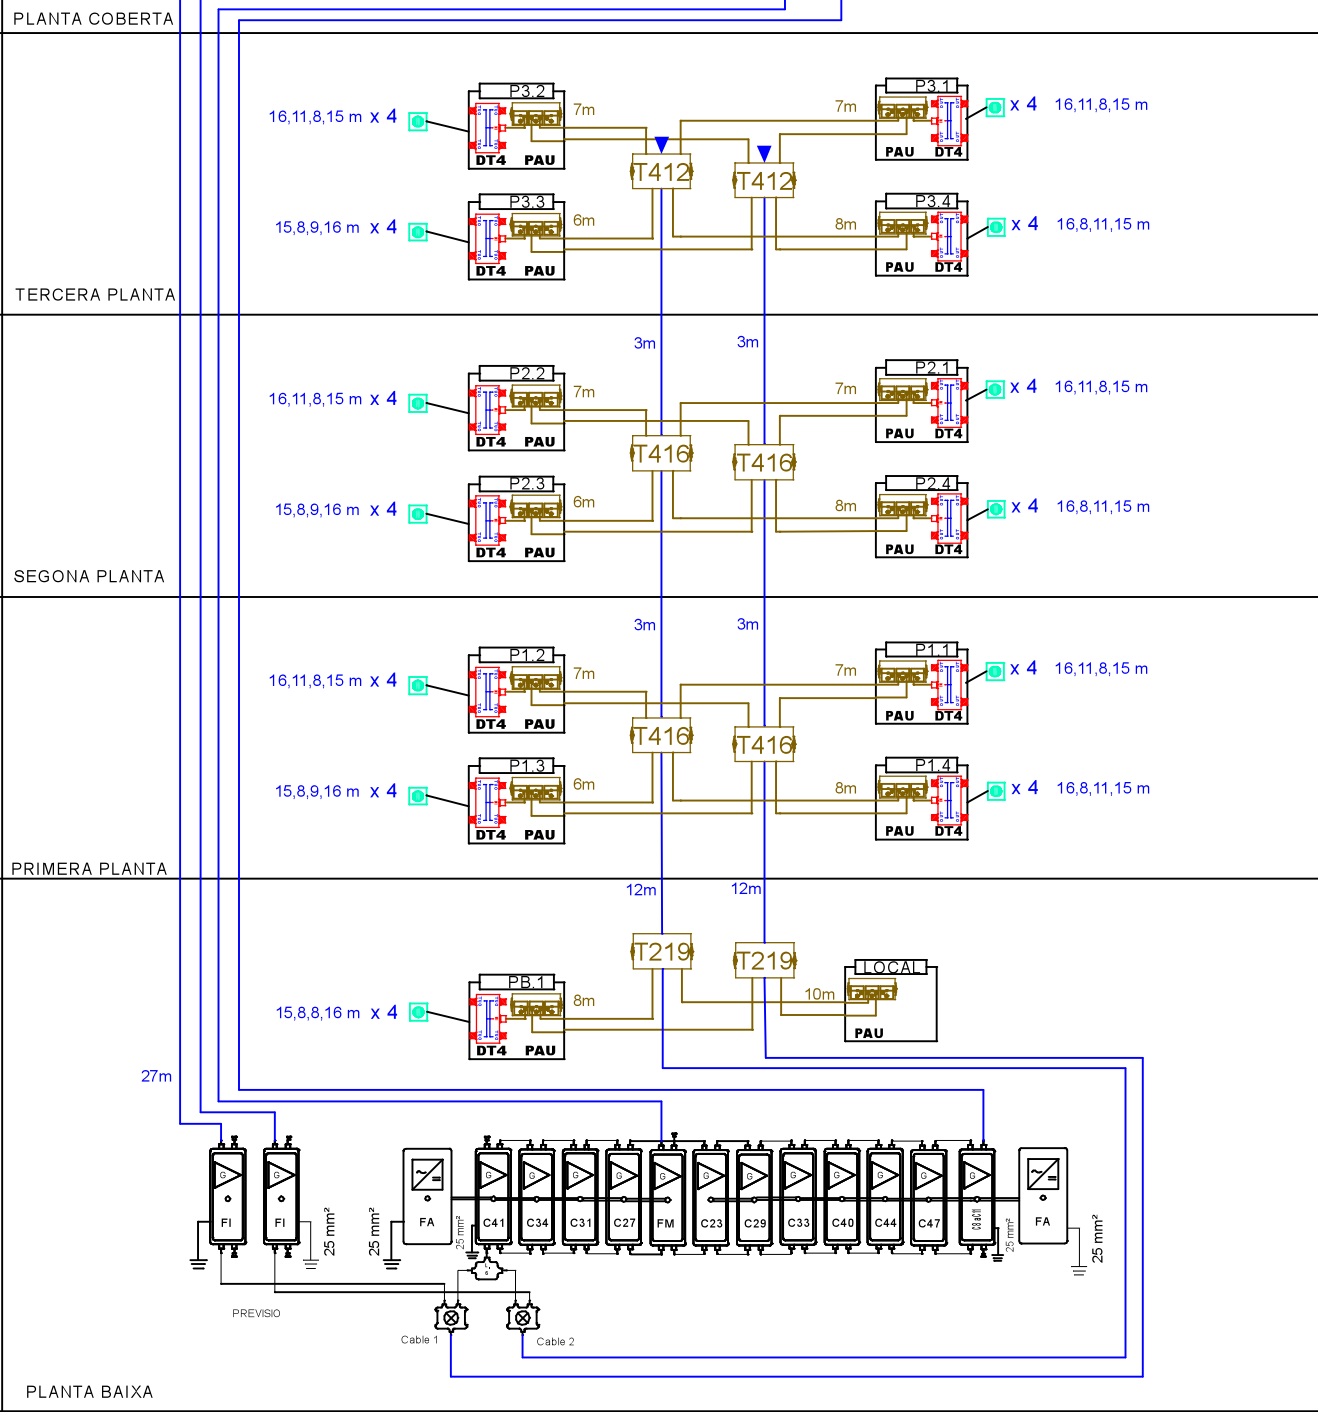 PLANTA COBERTA
P3.2
7m
16,11,8,15 m x 4
DT4 PAU
P3.1
7m
x 4 16,11,8,15 m
PAU DT4
T412
T412
P3.3
6m
15,8,9,16 m x 4
DT4 PAU
P3.4
8m
x 4 16,8,11,15 m
PAU DT4
TERCERA PLANTA
3m
3m
P2.2
7m
16,11,8,15 m x 4
DT4 PAU
P2.1
7m
x 4 16,11,8,15 m
PAU DT4
T416
T416
P2.3
6m
15,8,9,16 m x 4
DT4 PAU
P2.4
8m
x 4 16,8,11,15 m
PAU DT4
SEGONA PLANTA
3m
3m
P1.2
7m
16,11,8,15 m x 4
DT4 PAU
P1.1
7m
x 4 16,11,8,15 m
PAU DT4
T416
T416
P1.3
6m
15,8,9,16 m x 4
DT4 PAU
P1.4
8m
x 4 16,8,11,15 m
PAU DT4
PRIMERA PLANTA
12m
12m
T219
T219
LOCAL
10m
PAU
PB.1
8m
15,8,8,16 m x 4
DT4 PAU
27m
G G G G G G G G G G G G G G
FI FI FA C41 C34 C31 C27 FM C23 C29 C33 C40 C44 C47 FA
25 mm²
25 mm²
25 mm²
25 mm²
25 mm²
PREVISIO
Cable 1
Cable 2
PLANTA BAIXA